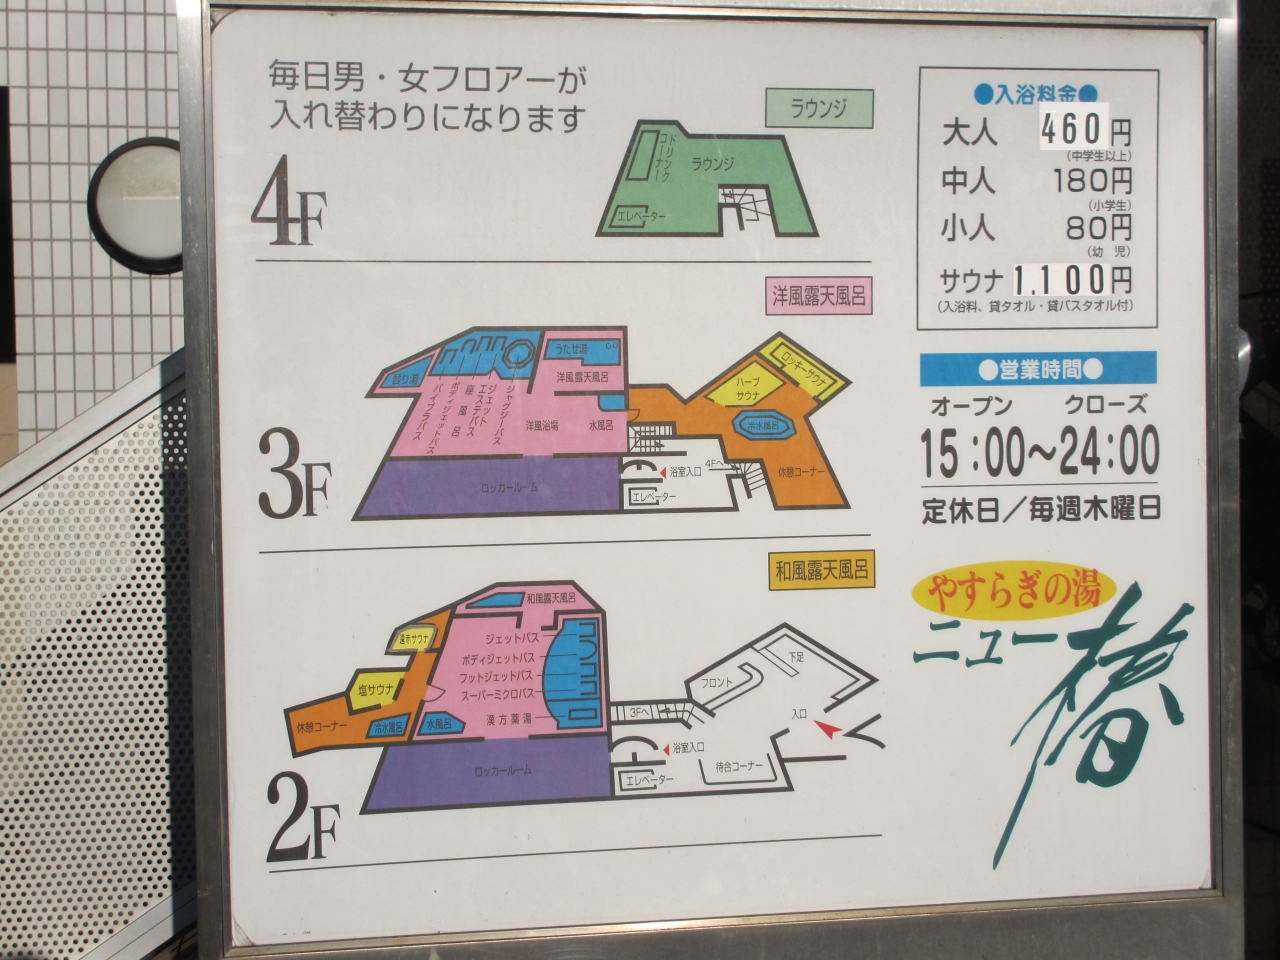 毎日男・女フロアーが
入れ替わりになります
4F
ラウンジ
ドリンク
コーナー
ラウンジ
エレベーター
3F
洋風露天風呂
寝り湯
うたせ湯
洋風露天風呂
バイブラバス
ボディジェットバス
座風呂
エステバス
ジェット
ジャグジーバス
洋風浴場
水風呂
ロッカールーム
浴室入口
4Fへ
エレベーター
ハーブ
サウナ
ロッキーサウナ
冷水風呂
休憩コーナー
2F
和風露天風呂
和風露天風呂
遠赤サウナ
塩サウナ
休憩コーナー
冷水風呂
水風呂
ジェットバス
ボディジェットバス
フットジェットバス
スーパーミクロバス
漢方薬湯
ロッカールーム
3Fへ
浴室入口
エレベーター
フロント
下足
入口
待合コーナー
●入浴料金●
大人 460円
(中学生以上)
中人 180円
(小学生)
小人 80円
(幼 児)
サウナ 1,100円
(入浴料、貸タオル・貸バスタオル付)
●営業時間●
オープン クローズ
15:00～24:00
定休日／毎週木曜日
やすらぎの湯
ニュー椿